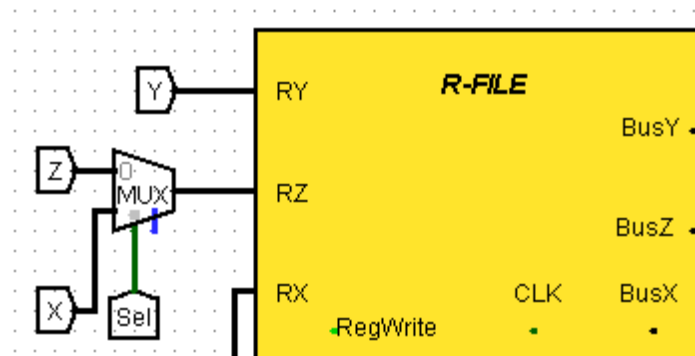 R-FILE
Y
RY
BusY
Z
0
MUX
RZ
BusZ
X
Sel
RX
CLK
BusX
RegWrite